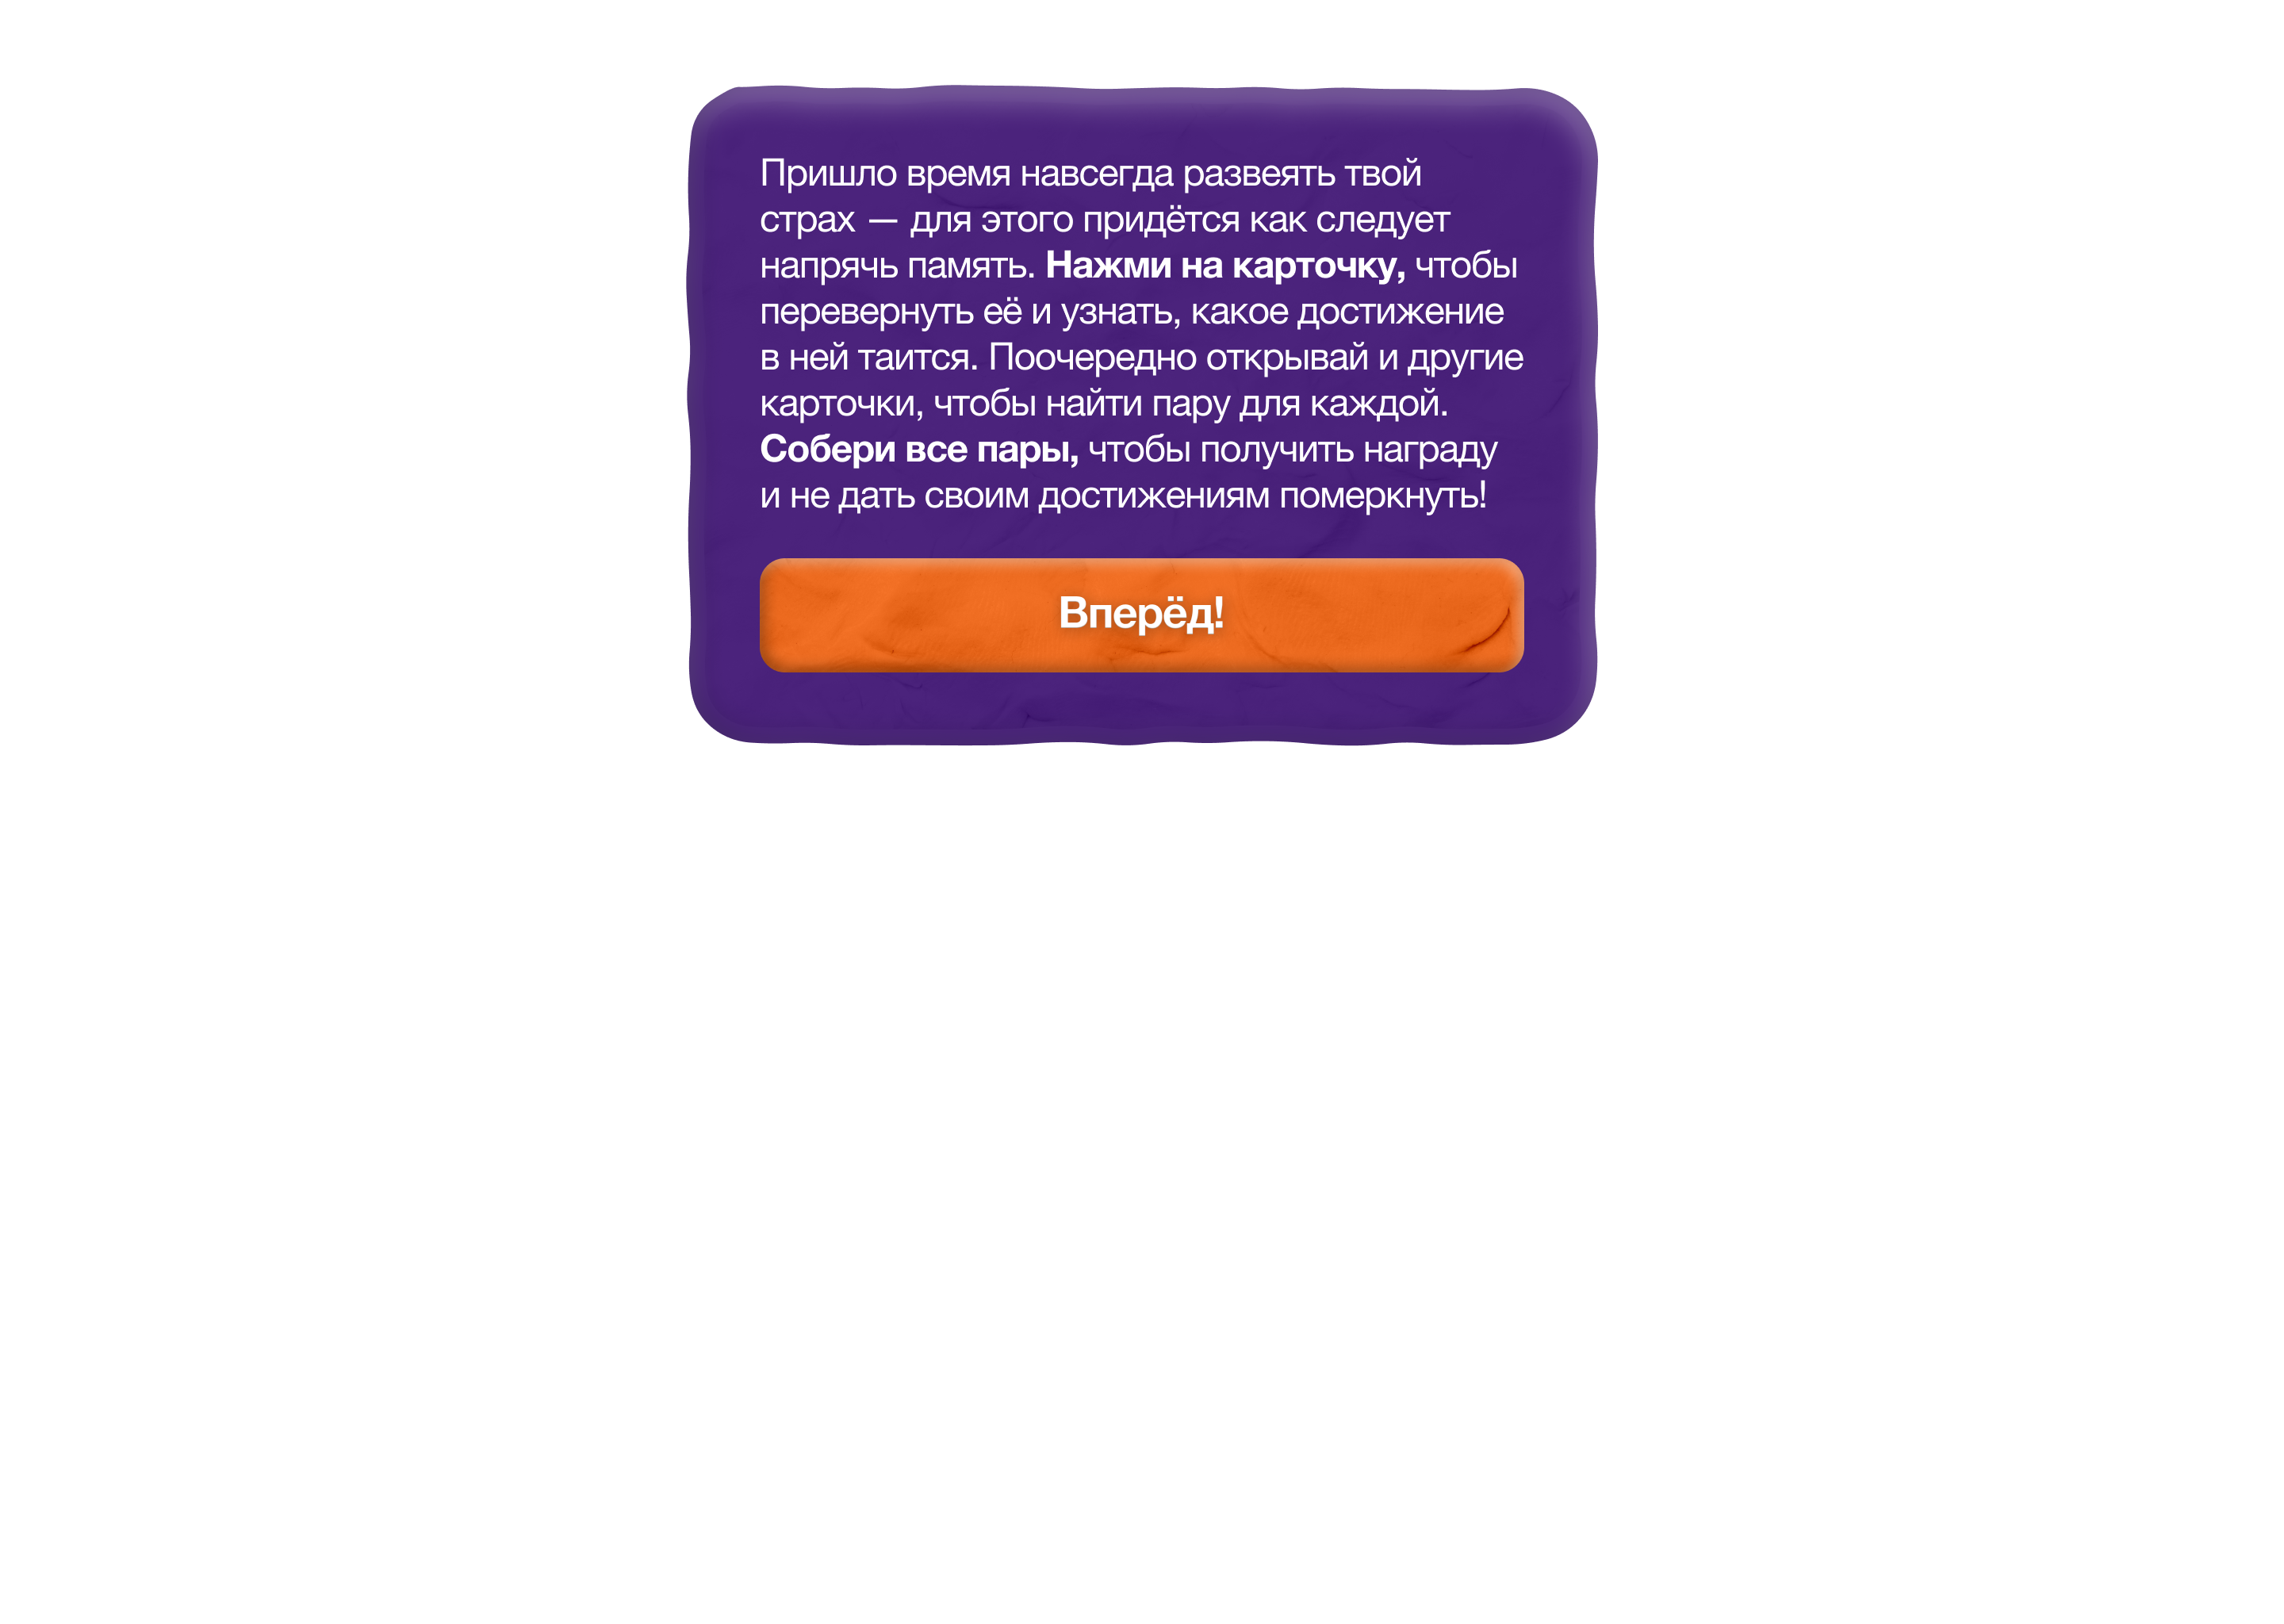 Пришло время навсегда развеять твой
страх — для этого придётся как следует
напрячь память. Нажми на карточку, чтобы
перевернуть её и узнать, какое достижение
в ней таится. Поочередно открывай и другие
карточки, чтобы найти пару для каждой.
Собери все пары, чтобы получить награду
и не дать своим достижениям померкнуть!
Вперёд!